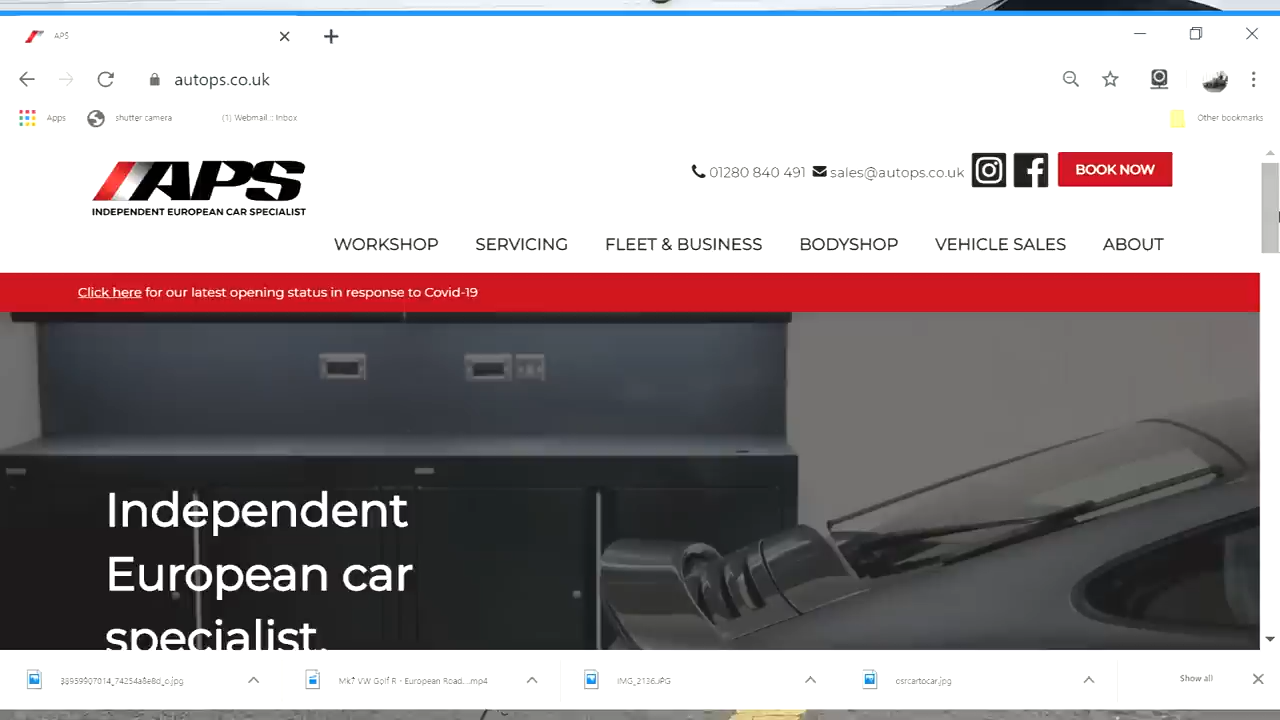 APS
autops.co.uk
Apps
shutter camera
(1) Webmail :: Inbox
Other bookmarks
APS
INDEPENDENT EUROPEAN CAR SPECIALIST
01280 840 491
sales@autops.co.uk
BOOK NOW
WORKSHOP
SERVICING
FLEET & BUSINESS
BODYSHOP
VEHICLE SALES
ABOUT
Click here for our latest opening status in response to Covid-19
Independent
European car
specialist.
Mk7 VW Golf R - European Road....mp4
IMG_2136.JPG
osrcartocar.jpg
Show all